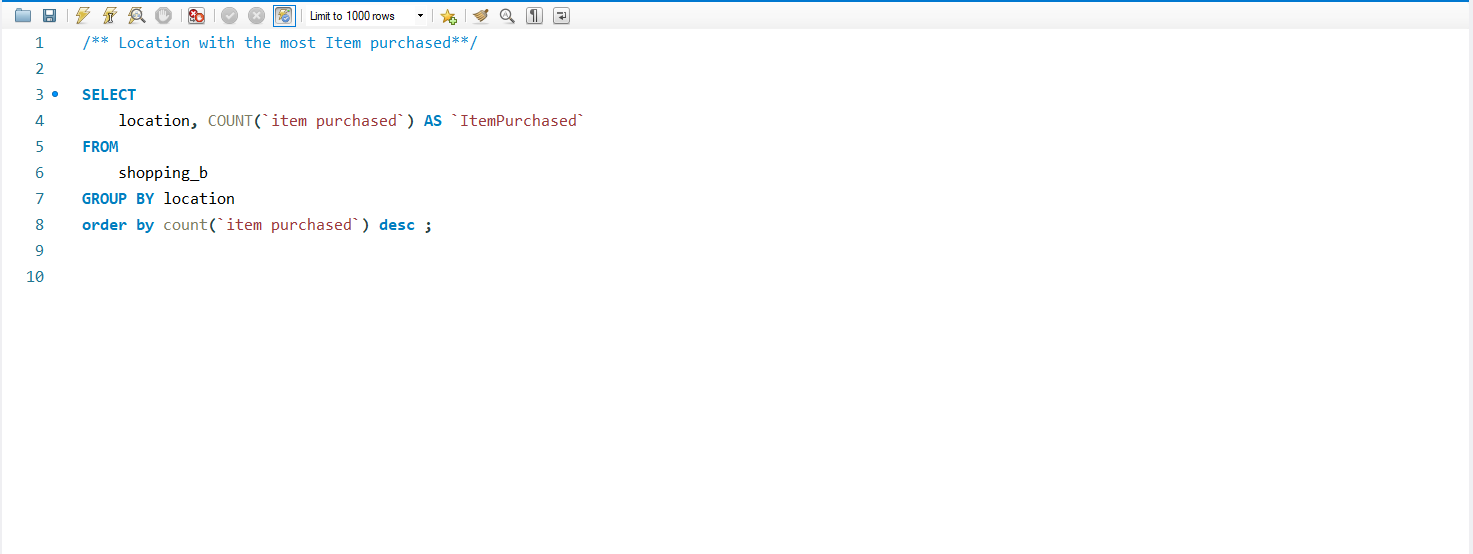 Limit to 1000 rows
1 /** Location with the most Item purchased**/
2
3 SELECT
4 location, COUNT(`item purchased`) AS `ItemPurchased`
5 FROM
6 shopping_b
7 GROUP BY location
8 order by count(`item purchased`) desc ;
9
10